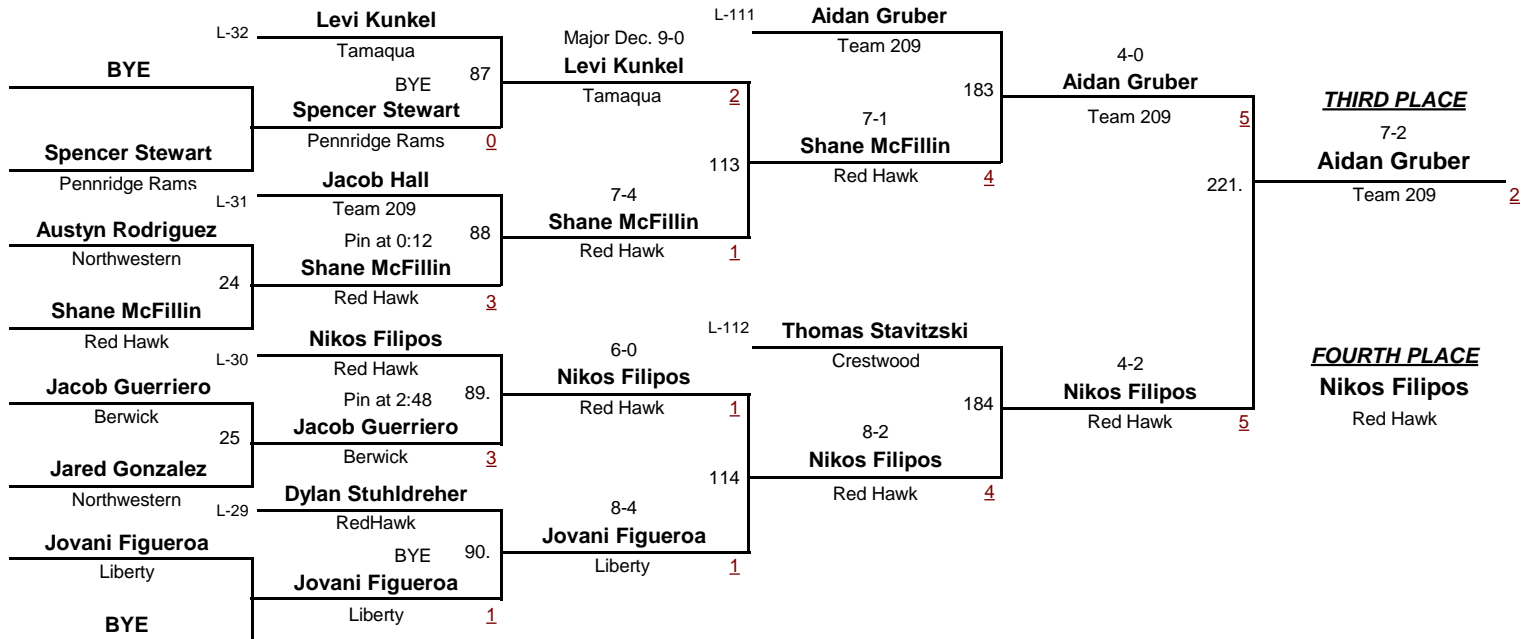 BYE
Spencer Stewart
Pennridge Rams
Austyn Rodriguez
Northwestern
24
Shane McFillin
Red Hawk
Jacob Guerriero
Berwick
25
Jared Gonzalez
Northwestern
Jovani Figueroa
Liberty
BYE
L-32
Levi Kunkel
Tamaqua
BYE
87
Spencer Stewart
Pennridge Rams
0
L-31
Jacob Hall
Team 209
Pin at 0:12
88
Shane McFillin
Red Hawk
3
L-30
Nikos Filipos
Red Hawk
Pin at 2:48
89.
Jacob Guerriero
Berwick
3
L-29
Dylan Stuhldreher
RedHawk
BYE
90.
Jovani Figueroa
Liberty
1
Major Dec. 9-0
Levi Kunkel
Tamaqua
2
113
7-4
Shane McFillin
Red Hawk
1
6-0
Nikos Filipos
Red Hawk
1
114
8-4
Jovani Figueroa
Liberty
1
L-111
Aidan Gruber
Team 209
183
7-1
Shane McFillin
Red Hawk
4
L-112
Thomas Stavitzski
Crestwood
184
8-2
Nikos Filipos
Red Hawk
4
4-0
Aidan Gruber
Team 209
5
221.
4-2
Nikos Filipos
Red Hawk
5
THIRD PLACE
7-2
Aidan Gruber
Team 209
2
FOURTH PLACE
Nikos Filipos
Red Hawk